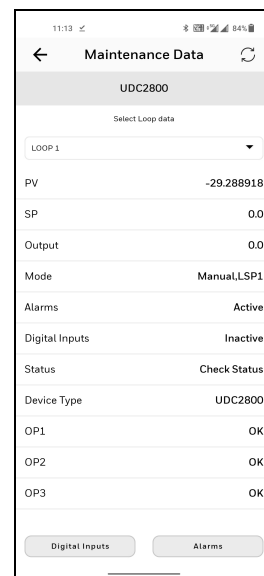 11:13
84%
Maintenance Data
UDC2800
Select Loop data
LOOP 1
PV -29.288918
SP 0.0
Output 0.0
Mode Manual,LSP1
Alarms Active
Digital Inputs Inactive
Status Check Status
Device Type UDC2800
OP1 OK
OP2 OK
OP3 OK
Digital Inputs Alarms